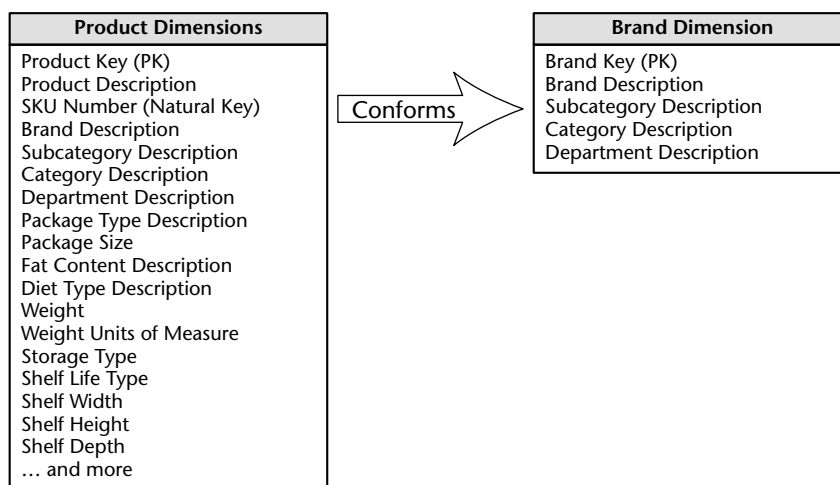 Product Dimensions
Product Key (PK)
Product Description
SKU Number (Natural Key)
Brand Description
Subcategory Description
Category Description
Department Description
Package Type Description
Package Size
Fat Content Description
Diet Type Description
Weight
Weight Units of Measure
Storage Type
Shelf Life Type
Shelf Width
Shelf Height
Shelf Depth
… and more
Conforms
Brand Dimension
Brand Key (PK)
Brand Description
Subcategory Description
Category Description
Department Description